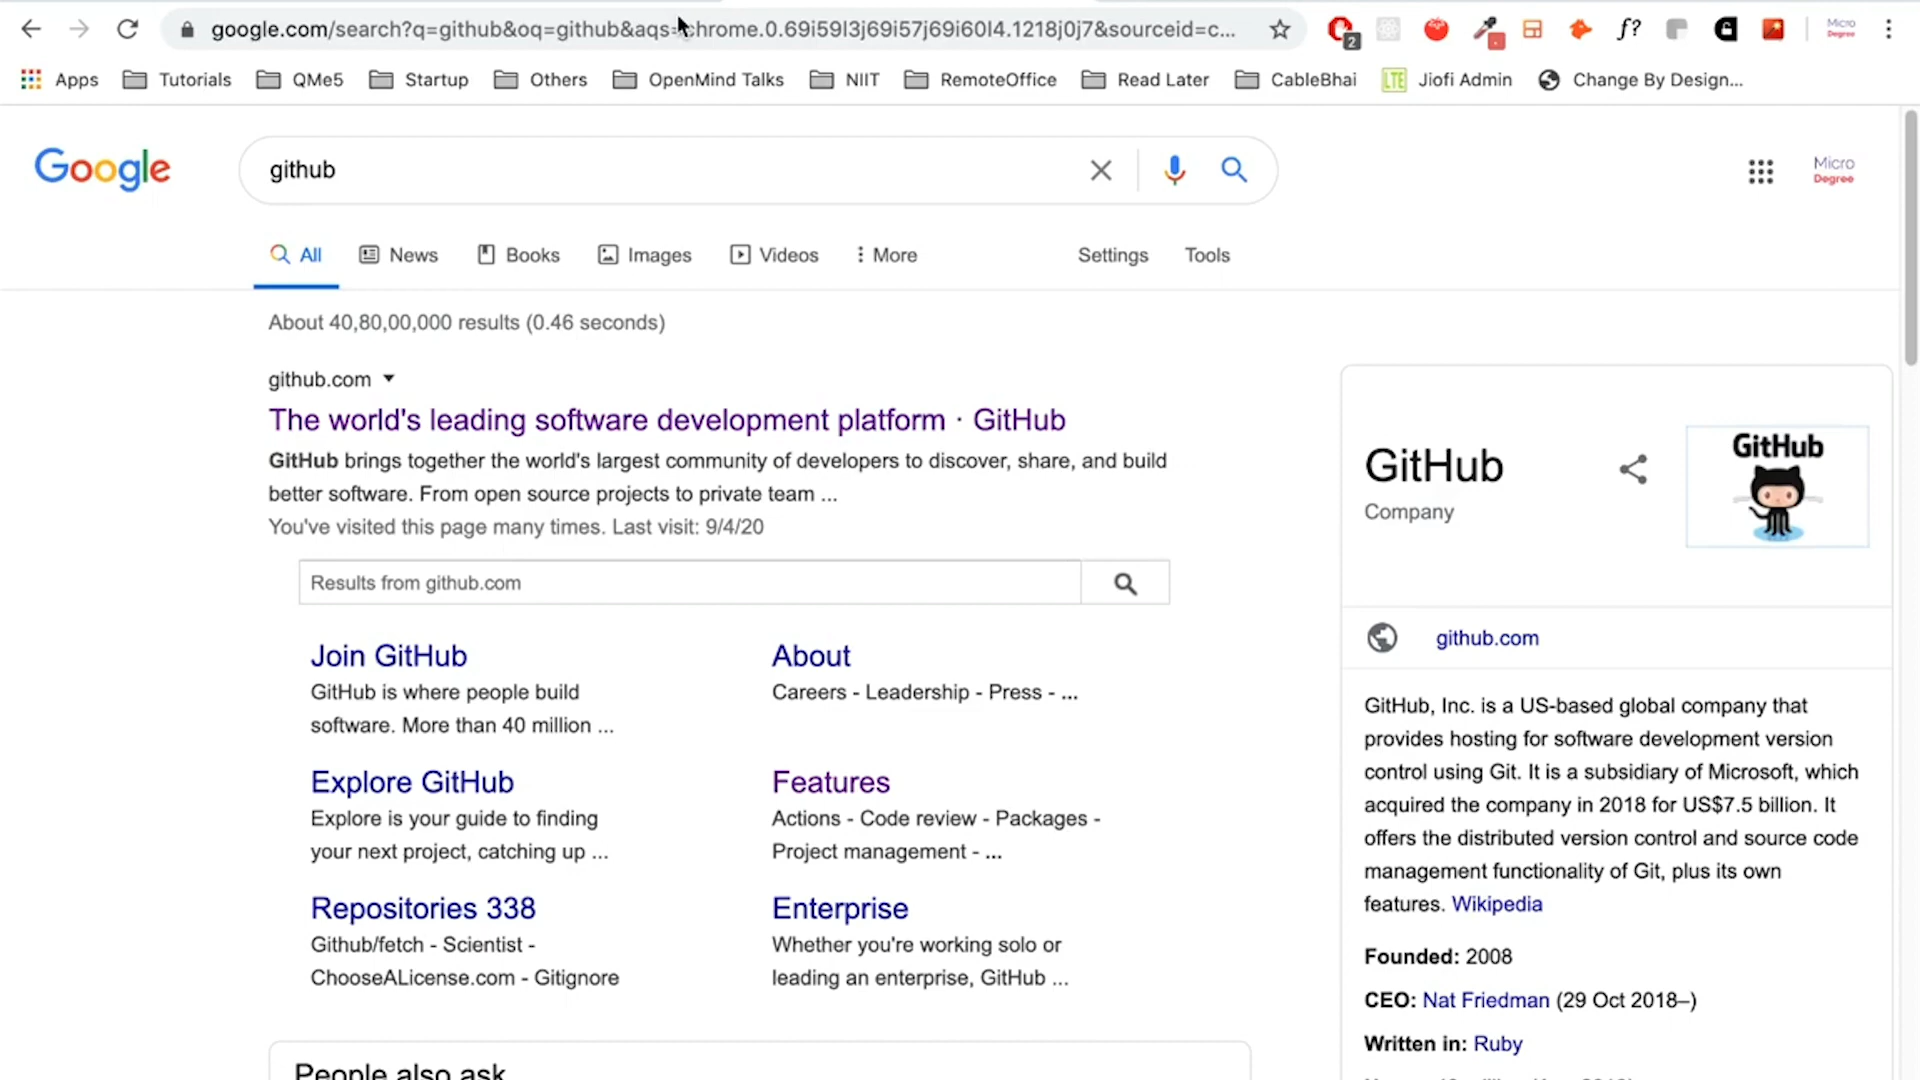 google.com/search?q=github&oq=github&aqs=chrome.0.69i59l3j69i57j69i60l4.1218j0j7&sourceid=c...
2
f?
Micro
Degree
Apps
Tutorials
QMe5
Startup
Others
OpenMind Talks
NIIT
RemoteOffice
Read Later
CableBhai
LTE
Jiofi Admin
Change By Design...
Google
github
Micro
Degree
All
News
Books
Images
Videos
More
Settings
Tools
About 40,80,00,000 results (0.46 seconds)
github.com
The world's leading software development platform · GitHub
GitHub brings together the world's largest community of developers to discover, share, and build
better software. From open source projects to private team ...
You've visited this page many times. Last visit: 9/4/20
Results from github.com
Join GitHub
GitHub is where people build
software. More than 40 million ...
About
Careers - Leadership - Press - ...
Explore GitHub
Explore is your guide to finding
your next project, catching up ...
Features
Actions - Code review - Packages -
Project management - ...
Repositories 338
Github/fetch - Scientist -
ChooseALicense.com - Gitignore
Enterprise
Whether you're working solo or
leading an enterprise, GitHub ...
People also ask
GitHub
Company
GitHub
github.com
GitHub, Inc. is a US-based global company that
provides hosting for software development version
control using Git. It is a subsidiary of Microsoft, which
acquired the company in 2018 for US$7.5 billion. It
offers the distributed version control and source code
management functionality of Git, plus its own
features. Wikipedia
Founded: 2008
CEO: Nat Friedman (29 Oct 2018–)
Written in: Ruby